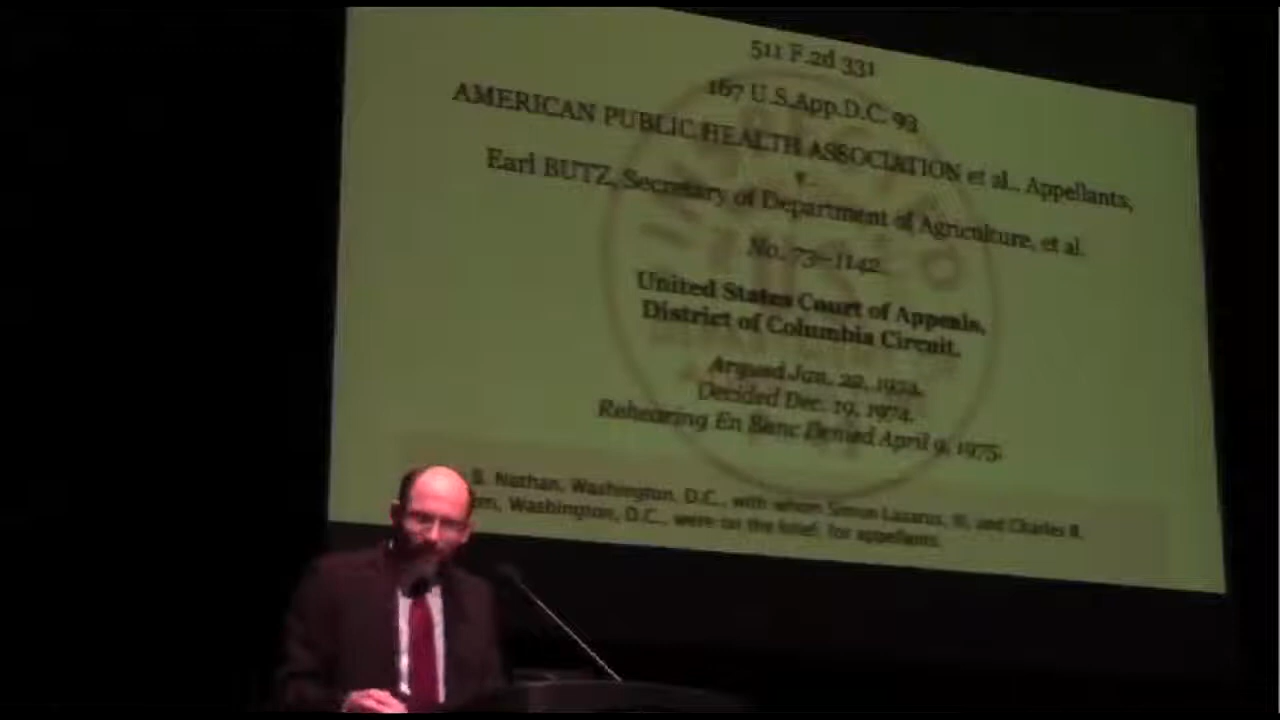 511 F.2d 331
167 U.S.App.D.C. 93
AMERICAN PUBLIC HEALTH ASSOCIATION et al., Appellants,
v.
Earl BUTZ, Secretary of Department of Agriculture, et al.
No. 73-1142.
United States Court of Appeals,
District of Columbia Circuit.
Argued Jan. 22,
Decided Dec. 19, 1974.
Rehearing En Banc Denied April 9, 1975.
S. Nathan, Washington, D.C., with whom Simon Lazarus, III, and Charles R.
Washington, D.C., were on the brief, for appellants.